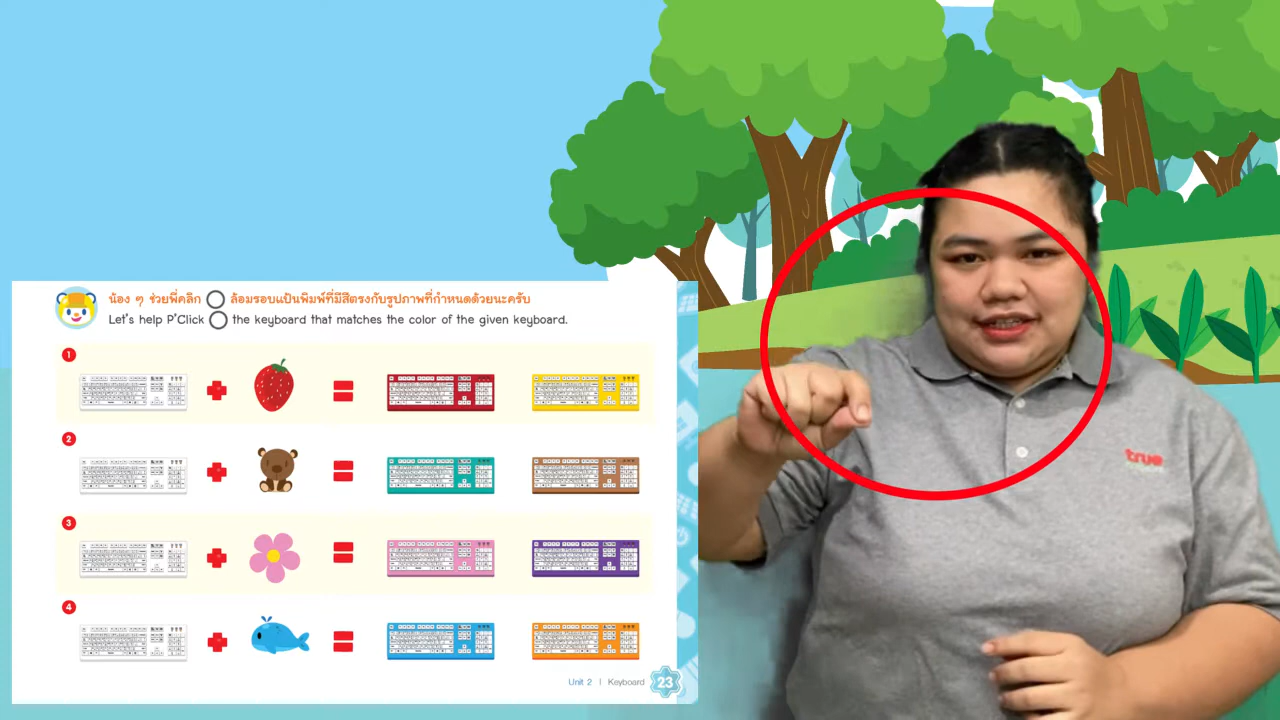 น้อง ๆ ช่วยพี่คลิก ล้อมรอบแป้นพิมพ์ที่มีสีตรงกับรูปภาพที่กำหนดด้วยนะครับ
Let's help P'Click the keyboard that matches the color of the given keyboard.
1
2
3
4
Unit 2 | Keyboard 23
true